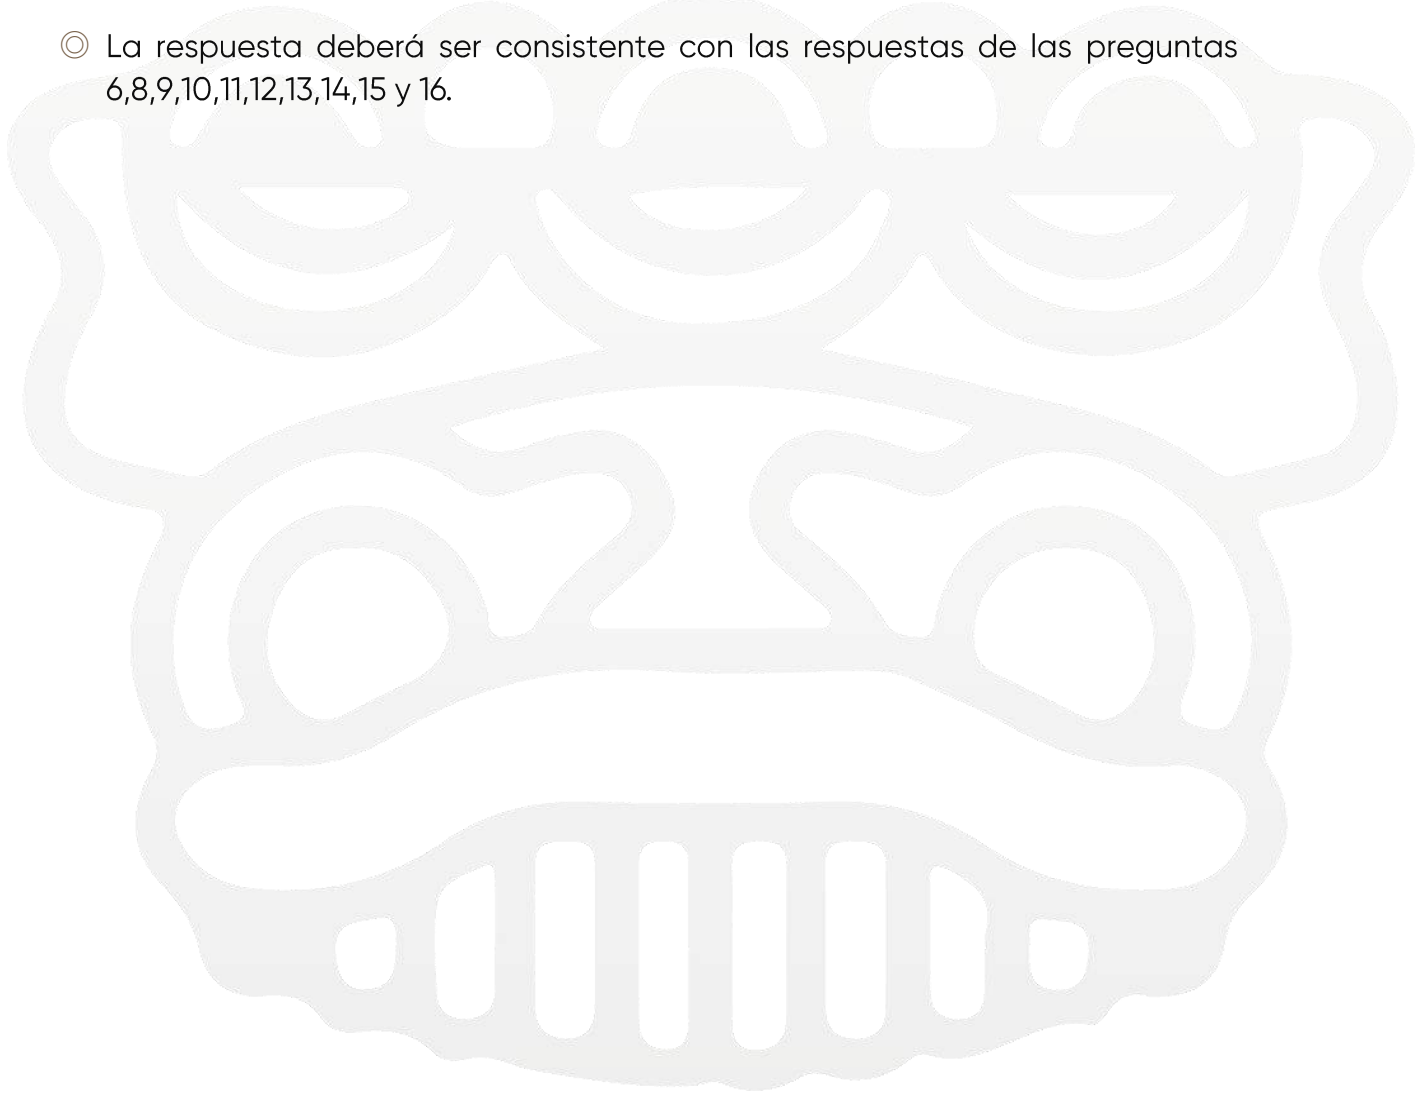 La respuesta deberá ser consistente con las respuestas de las preguntas
6,8,9,10,11,12,13,14,15 y 16.